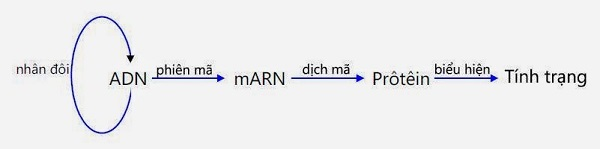 nhân đôi ADN phiên mã mARN dịch mã Prôtêin biểu hiện Tính trạng